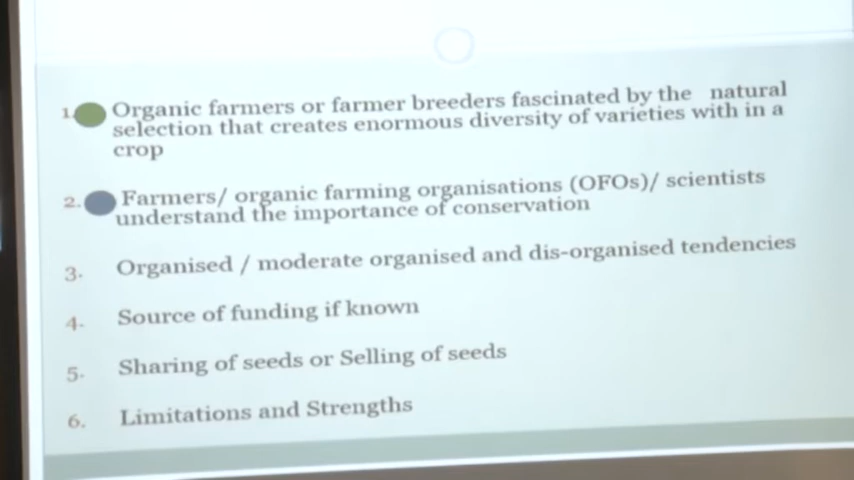 1. Organic farmers or farmer breeders fascinated by the natural
selection that creates enormous diversity of varieties with in a
crop
2. Farmers/ organic farming organisations (OFOs)/ scientists
understand the importance of conservation
3. Organised / moderate organised and dis-organised tendencies
4. Source of funding if known
5. Sharing of seeds or Selling of seeds
6. Limitations and Strengths